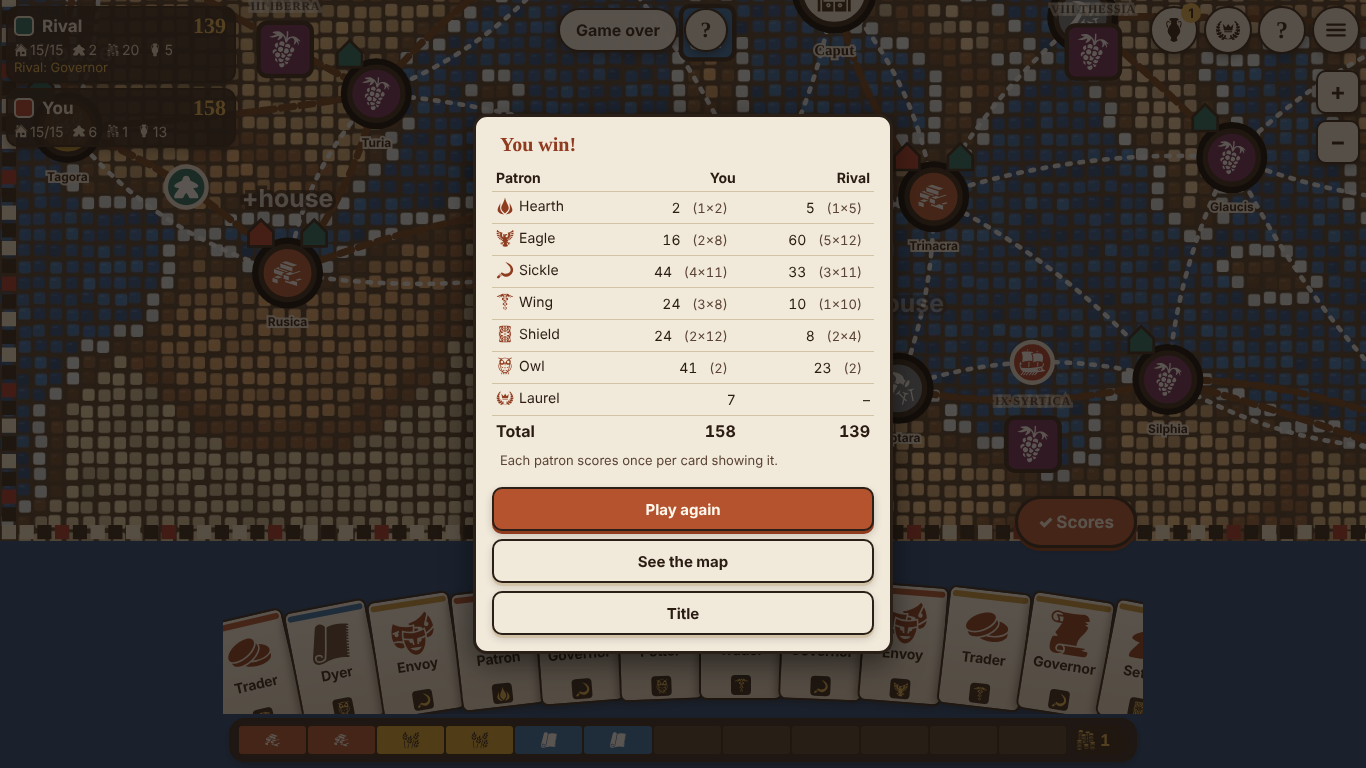 III IBERRA
VIII THESSIA
Rival 139
15/15 2 20 5
Rival: Governor
You 158
15/15 6 1 13
Game over
?
1
?
+
−
Caput
Turia
Tagora
+house
Rusica
Glaucis
Trinacra
IX SYRTICA
Silphia
You win!
Patron You Rival
Hearth 2 (1×2) 5 (1×5)
Eagle 16 (2×8) 60 (5×12)
Sickle 44 (4×11) 33 (3×11)
Wing 24 (3×8) 10 (1×10)
Shield 24 (2×12) 8 (2×4)
Owl 41 (2) 23 (2)
Laurel 7 –
Total 158 139
Each patron scores once per card showing it.
Play again
See the map
Title
Scores
Trader
Dyer
Envoy
Patron
Governor
Envoy
Trader
Governor
1